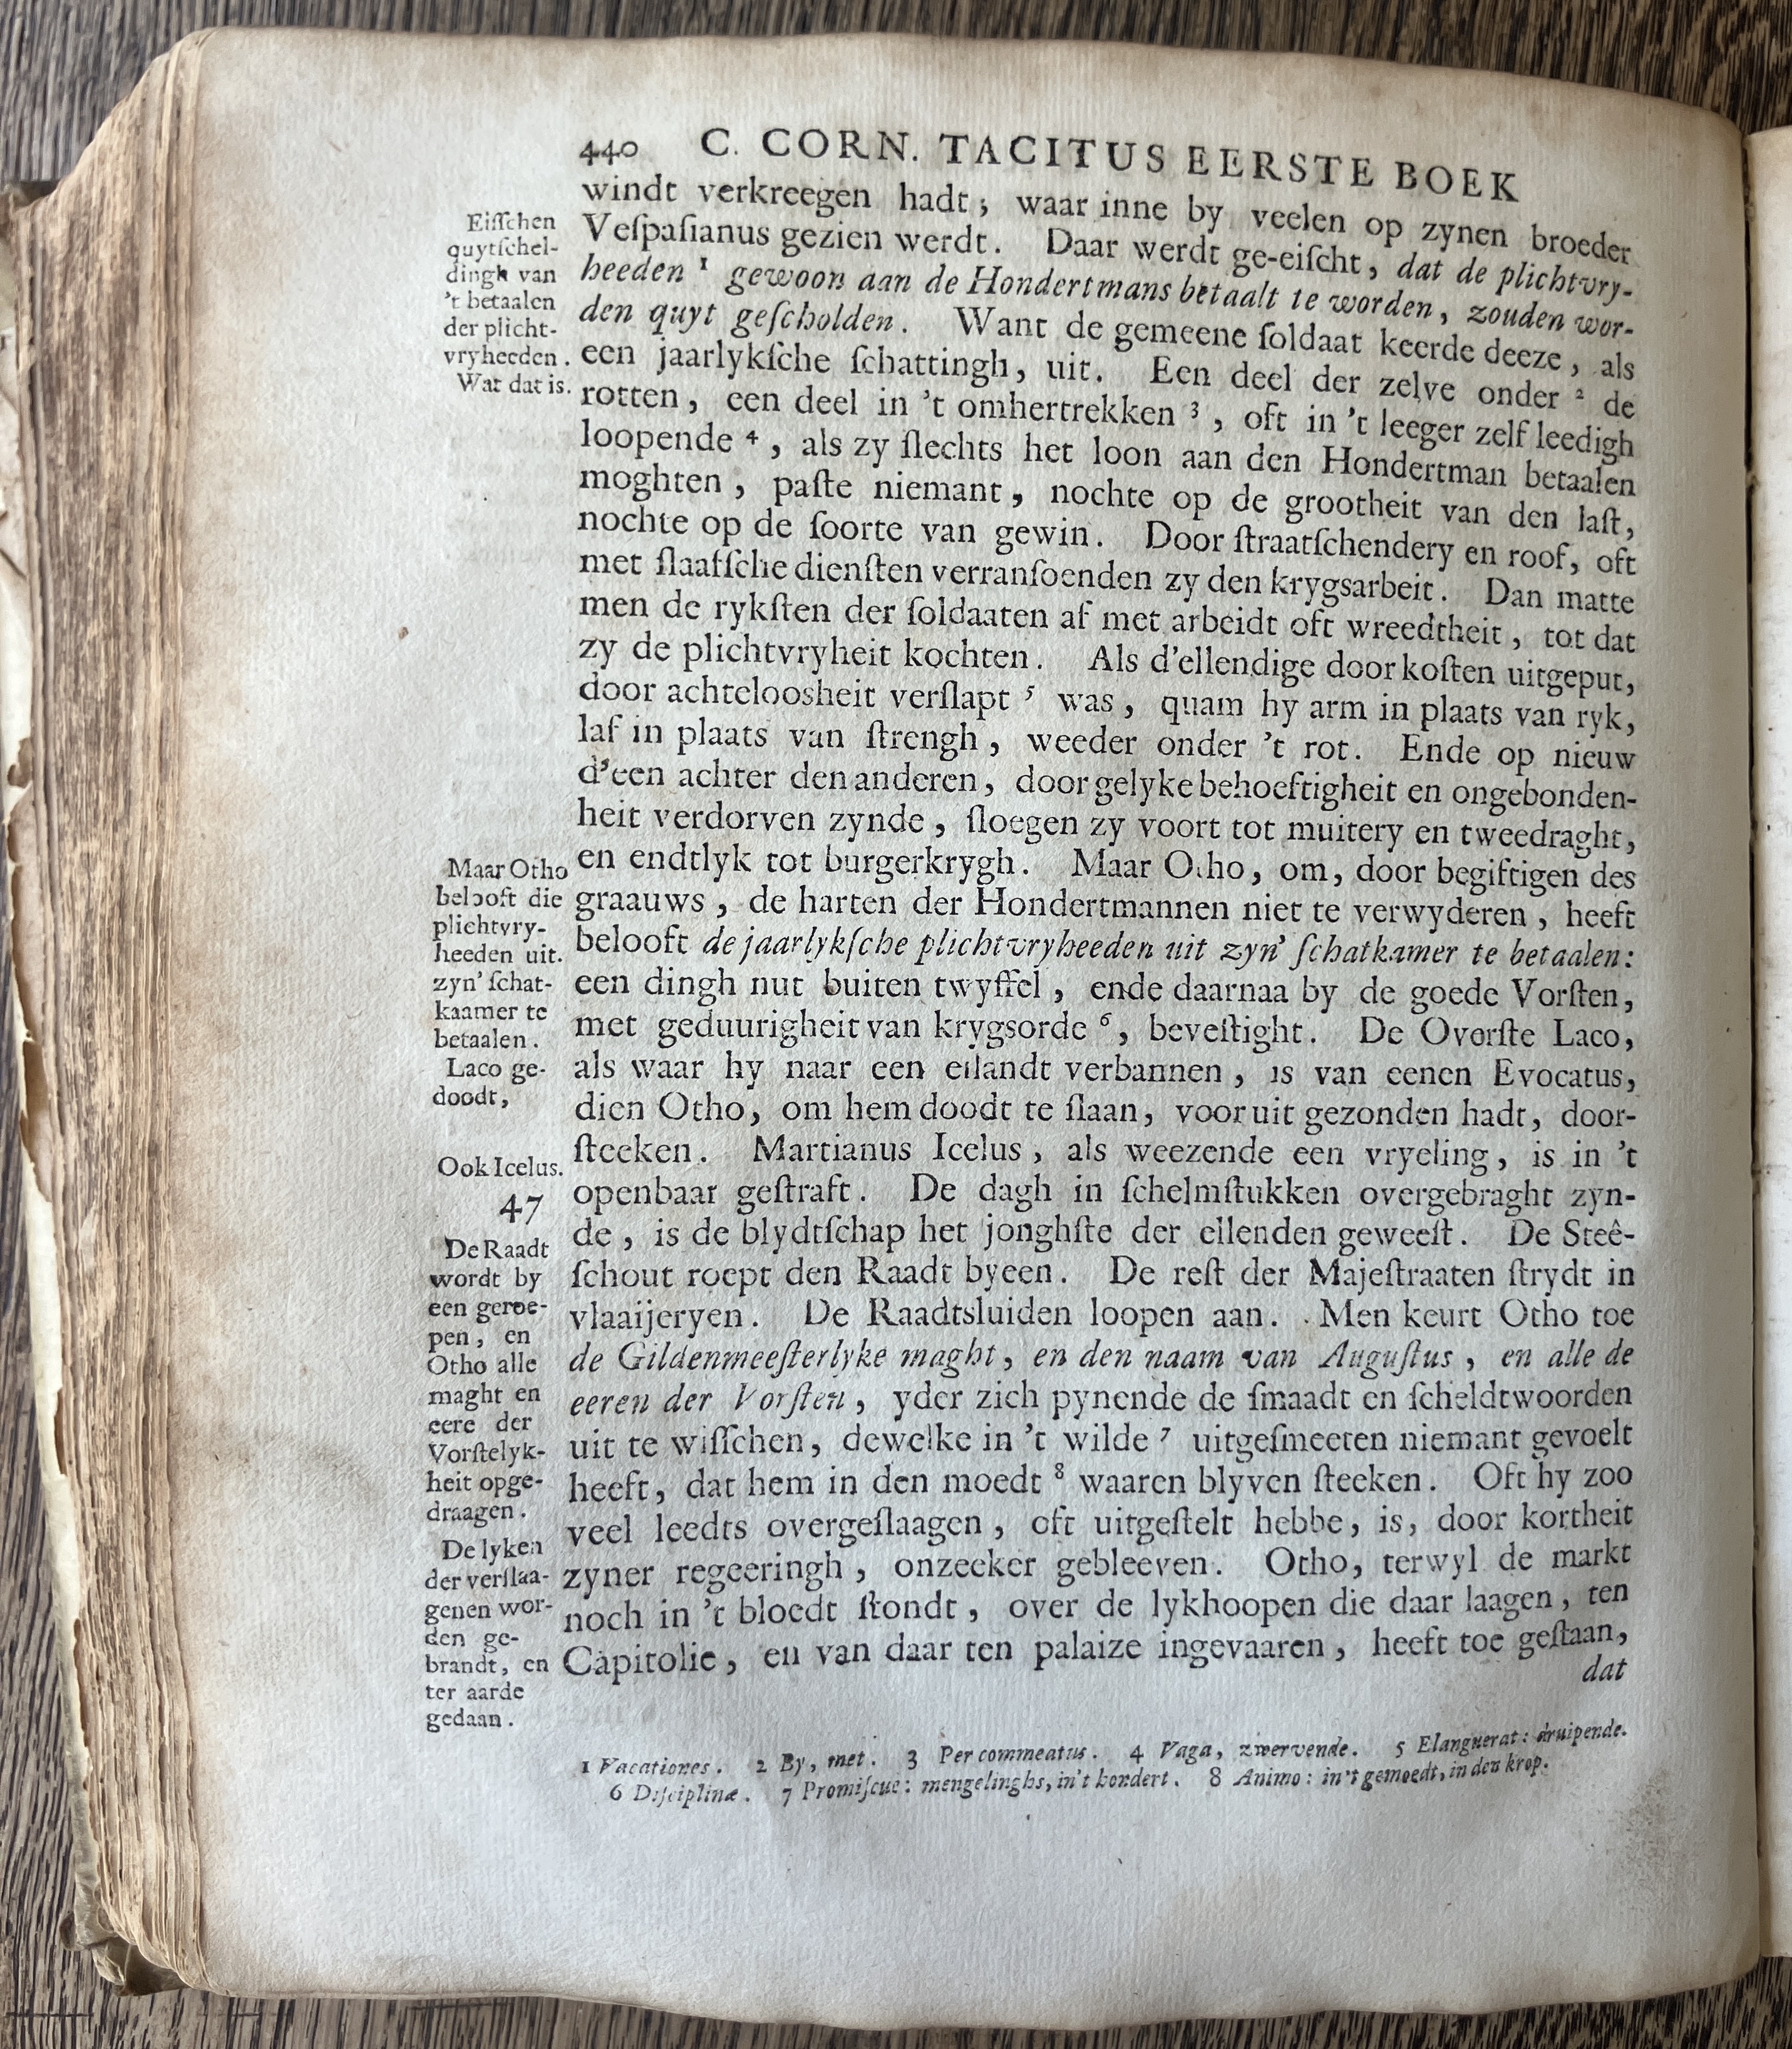 440 C. CORN. TACITUS EERSTE BOEK
windt verkreegen hadt; waar inne by veelen op zynen broeder
Veſpaſianus gezien werdt. Daar werdt ge-eiſcht, dat de plichtvry-
heeden 1 gewoon aan de Hondertmans betaalt te worden, zouden wor-
den quyt geſcholden. Want de gemeene ſoldaat keerde deeze, als
een jaarlykſche ſchattingh, uit. Een deel der zelve onder 2 de
rotten, een deel in 't omhertrekken 3, oft in 't leeger zelf leedigh
loopende 4, als zy ſlechts het loon aan den Hondertman betaalen
moghten, paſte niemant, nochte op de grootheit van den laſt,
nochte op de ſoorte van gewin. Door ſtraatſchendery en roof, oft
met ſlaafſche dienſten verranſoenden zy den krygsarbeit. Dan matte
men de rykſten der ſoldaaten af met arbeidt oft wreedtheit, tot dat
zy de plichtvryheit kochten. Als d'ellendige door koſten uitgeput,
door achteloosheit verſlapt 5 was, quam hy arm in plaats van ryk,
laf in plaats van ſtrengh, weeder onder 't rot. Ende op nieuw
d'een achter den anderen, door gelyke behoeftigheit en ongebonden-
heit verdorven zynde, ſloegen zy voort tot muitery en tweedraght,
en endtlyk tot burgerkrygh. Maar Otho, om, door begiftigen des
graauws, de harten der Hondertmannen niet te verwyderen, heeft
belooft de jaarlykſche plichtvryheeden uit zyn' ſchatkamer te betaalen:
een dingh nut buiten twyffel, ende daarnaa by de goede Vorſten,
met geduurigheit van krygsorde 6, beveſtight. De Overſte Laco,
als waar hy naar een eilandt verbannen, is van eenen Evocatus,
dien Otho, om hem doodt te ſlaan, vooruit gezonden hadt, door-
ſteeken. Martianus Icelus, als weezende een vryeling, is in 't
openbaar geſtraft. De dagh in ſchelmſtukken overgebraght zyn-
de, is de blydtſchap het jonghſte der ellenden geweeſt. De Steê-
ſchout roept den Raadt byeen. De reſt der Majeſtraaten ſtrydt in
vlaaijeryen. De Raadtsluiden loopen aan. Men keurt Otho toe
de Gildenmeeſterlyke maght, en den naam van Auguſtus, en alle de
eeren der Vorſten, yder zich pynende de ſmaadt en ſcheldtwoorden
uit te wiſſchen, dewelke in 't wilde 7 uitgeſmeeten niemant gevoelt
heeft, dat hem in den moedt 8 waaren blyven ſteeken. Oft hy zoo
veel leedts overgeſlaagen, oft uitgeſtelt hebbe, is, door kortheit
zyner regeeringh, onzeeker gebleeven. Otho, terwyl de markt
noch in 't bloedt ſtondt, over de lykhoopen die daar laagen, ten
Capitolie, en van daar ten palaize ingevaaren, heeft toe geſtaan,
dat
Eiſſchen
quytſchel-
dingh van
't betaalen
der plicht-
vryheeden.
Wat dat is.
Maar Otho
belooft die
plichtvry-
heeden uit
zyn' ſchat-
kaamer te
betaalen.
Laco ge-
doodt,
Ook Icelus.
47
De Raadt
wordt by
een geroe-
pen, en
Otho alle
maght en
eere der
Vorſtelyk-
heit opge-
draagen.
De lyken
der verſlaa-
genen wor-
den ge-
brandt, en
ter aarde
gedaan.
1 Vacationes. 2 By, met. 3 Per commeatus. 4 Vaga, zwervende. 5 Elanguerat: druipende.
6 Diſciplinæ. 7 Promiſcue: mengelinghs, in't hondert. 8 Animo: in't gemoedt, in den krop.